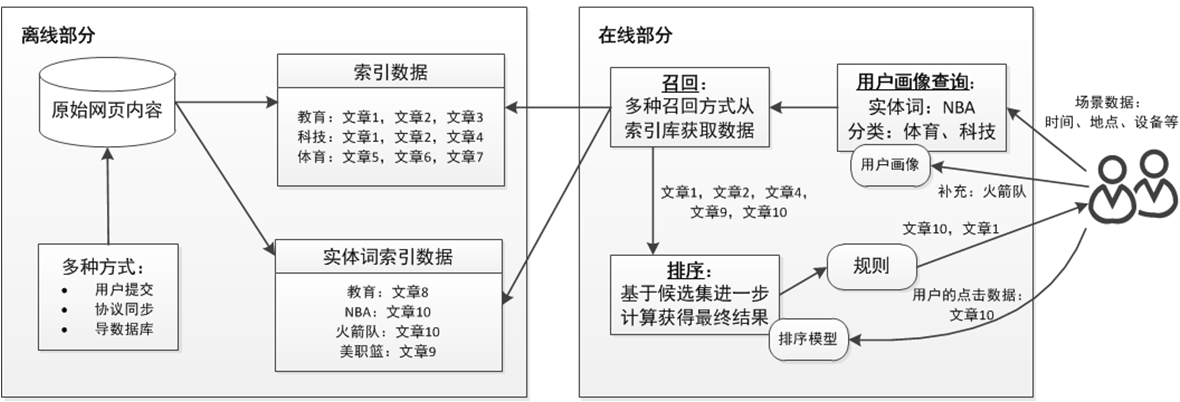 离线部分
原始网页内容
多种方式：
• 用户提交
• 协议同步
• 导数据库
索引数据
教育：文章1，文章2，文章3
科技：文章1，文章2，文章4
体育：文章5，文章6，文章7
实体词索引数据
教育：文章8
NBA：文章10
火箭队：文章10
美职篮：文章9
在线部分
召回：
多种召回方式从
索引库获取数据
用户画像查询：
实体词：NBA
分类：体育、科技
用户画像
场景数据：
时间、地点、设备等
补充：火箭队
文章1，文章2，文章4，
文章9，文章10
文章10，文章1
排序：
基于候选集进一步
计算获得最终结果
规则
用户的点击数据：
文章10
排序模型